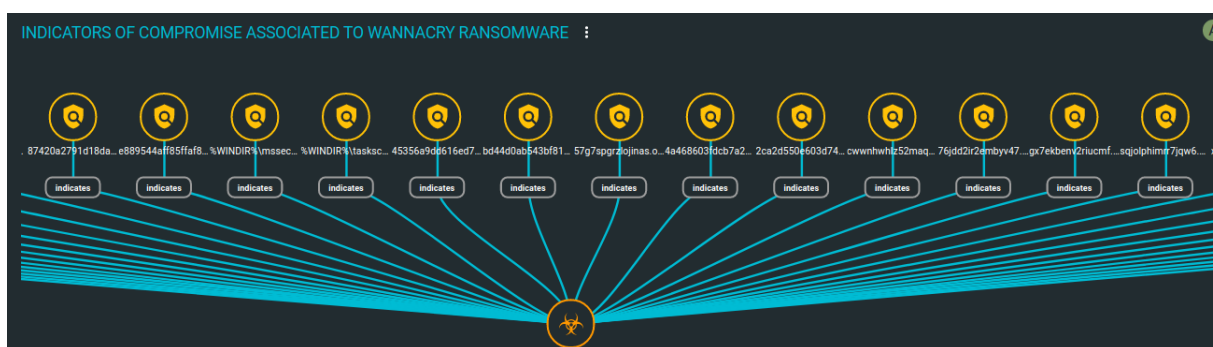 INDICATORS OF COMPROMISE ASSOCIATED TO WANNACRY RANSOMWARE
87420a2791d18da... e889544aff85ffaf8... %WINDIR%\mssec... %WINDIR%\tasksc... 45356a9dd616ed7... bd44d0ab543bf81... 57g7spgrzlojinas.o... 4a468603fdcb7a2... 2ca2d550e603d74... cwwnhwhlz52maq... 76jdd2ir2embyv47... gx7ekbenv2riucmf... sqjolphimrr7jqw6...
indicates indicates indicates indicates indicates indicates indicates indicates indicates indicates indicates indicates indicates